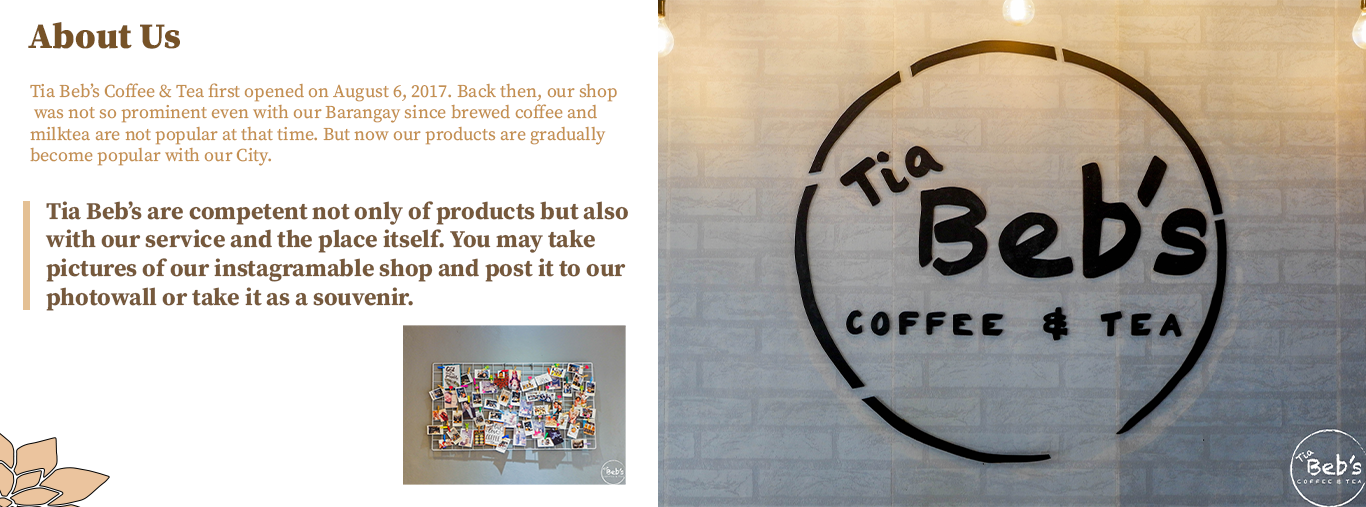 About Us
Tia Beb's Coffee & Tea first opened on August 6, 2017. Back then, our shop
was not so prominent even with our Barangay since brewed coffee and
milktea are not popular at that time. But now our products are gradually
become popular with our City.
Tia Beb's are competent not only of products but also
with our service and the place itself. You may take
pictures of our instagramable shop and post it to our
photowall or take it as a souvenir.
Tia
Beb's
COFFEE & TEA
Tia
Beb's
COFFEE & TEA
Beb's